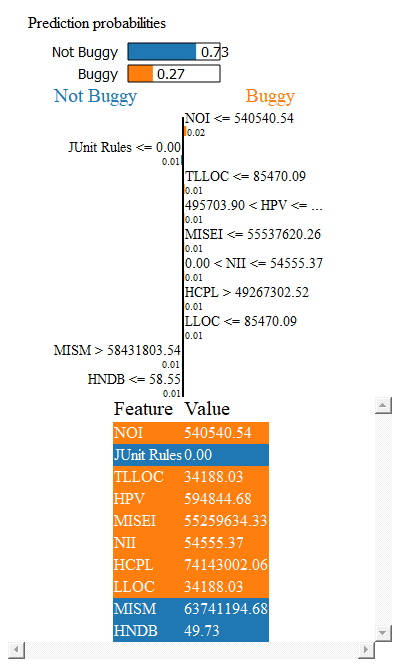 Prediction probabilities
Not Buggy 0.73
Buggy 0.27
Not Buggy Buggy
NOI <= 540540.54
0.02
JUnit Rules <= 0.00
0.01
TLLOC <= 85470.09
0.01
495703.90 < HPV <= ...
0.01
MISEI <= 55537620.26
0.01
0.00 < NII <= 54555.37
0.01
HCPL > 49267302.52
0.01
LLOC <= 85470.09
0.01
MISM > 58431803.54
0.01
HNDB <= 58.55
0.01
Feature Value
NOI 540540.54
JUnit Rules 0.00
TLLOC 34188.03
HPV 594844.68
MISEI 55259634.33
NII 54555.37
HCPL 74143002.06
LLOC 34188.03
MISM 63741194.68
HNDB 49.73